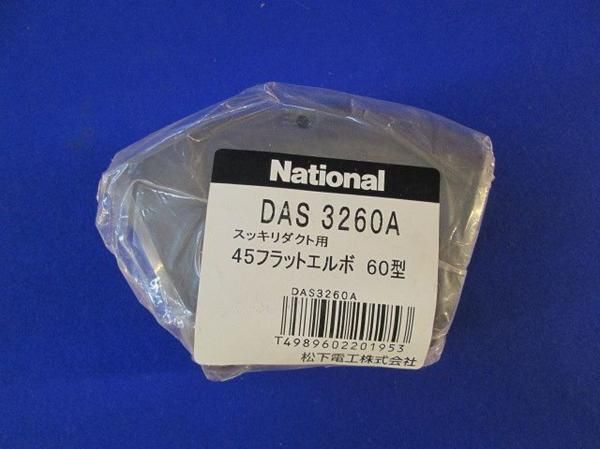 National
DAS 3260A
スッキリダクト用
45フラットエルボ 60型
DAS3260A
T4989602201953
松下電工株式会社